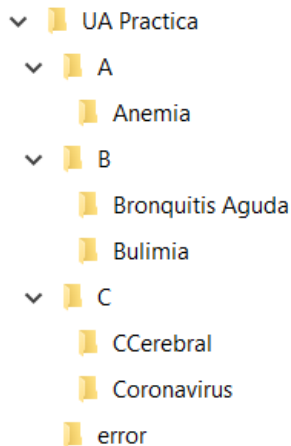 UA Practica
A
Anemia
B
Bronquitis Aguda
Bulimia
C
CCerebral
Coronavirus
error